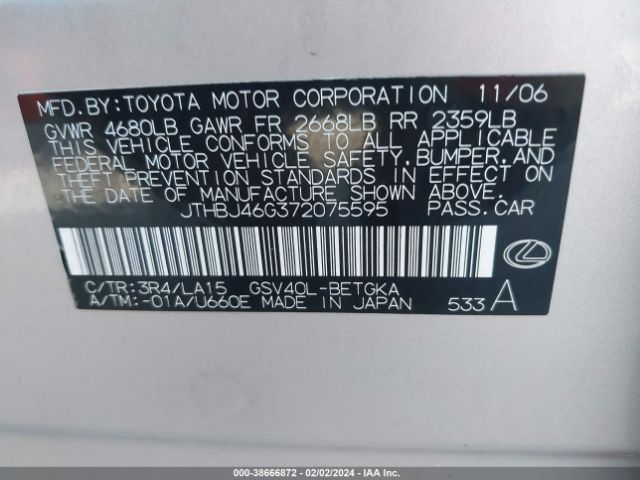 MFD.BY:TOYOTA MOTOR CORPORATION 11/06
GVWR 4680LB GAWR FR 2668LB RR 2359LB
THIS VEHICLE CONFORMS TO ALL APPLICABLE
FEDERAL MOTOR VEHICLE SAFETY,BUMPER,AND
THEFT PREVENTION STANDARDS IN EFFECT ON
THE DATE OF MANUFACTURE SHOWN ABOVE.
JTHBJ46G372075595 PASS.CAR
C/TR:3R4/LA15 GSV40L-BETGKA
A/TM:-01A/U660E MADE IN JAPAN 533 A
000-38666872 - 02/02/2024 - IAA Inc.